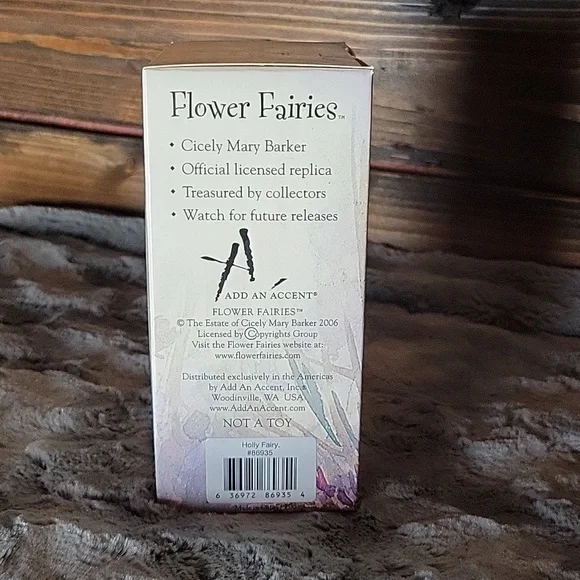 Flower Fairies™
• Cicely Mary Barker
• Official licensed replica
• Treasured by collectors
• Watch for future releases
ADD AN ACCENT®
FLOWER FAIRIES™
© The Estate of Cicely Mary Barker 2006
Licensed by ©opyrights Group
Visit the Flower Fairies website at:
www.flowerfairies.com
Distributed exclusively in the Americas
by Add An Accent, Inc.
Woodinville, WA USA
www.AddAnAccent.com
NOT A TOY
Holly Fairy,
#86935
6 36972 86935 4